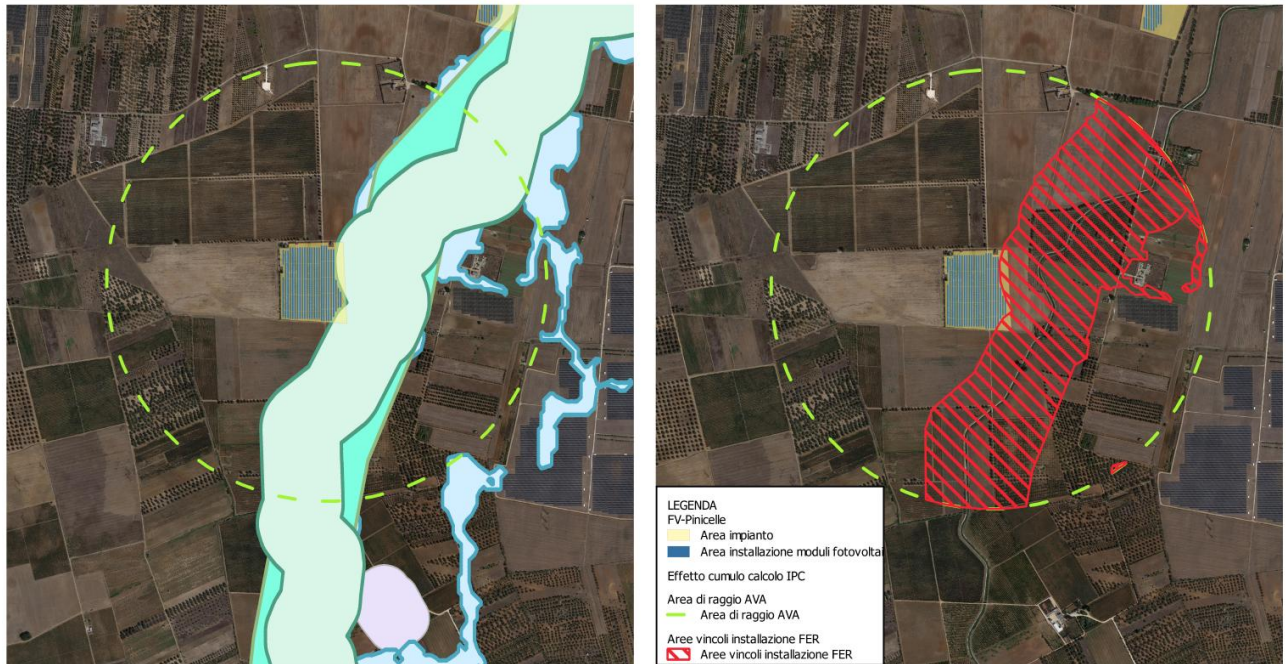 LEGENDA
FV-Pinicelle
Area impianto
Area installazione moduli fotovoltai
Effetto cumulo calcolo IPC
Area di raggio AVA
Area di raggio AVA
Aree vincoli installazione FER
Aree vincoli installazione FER